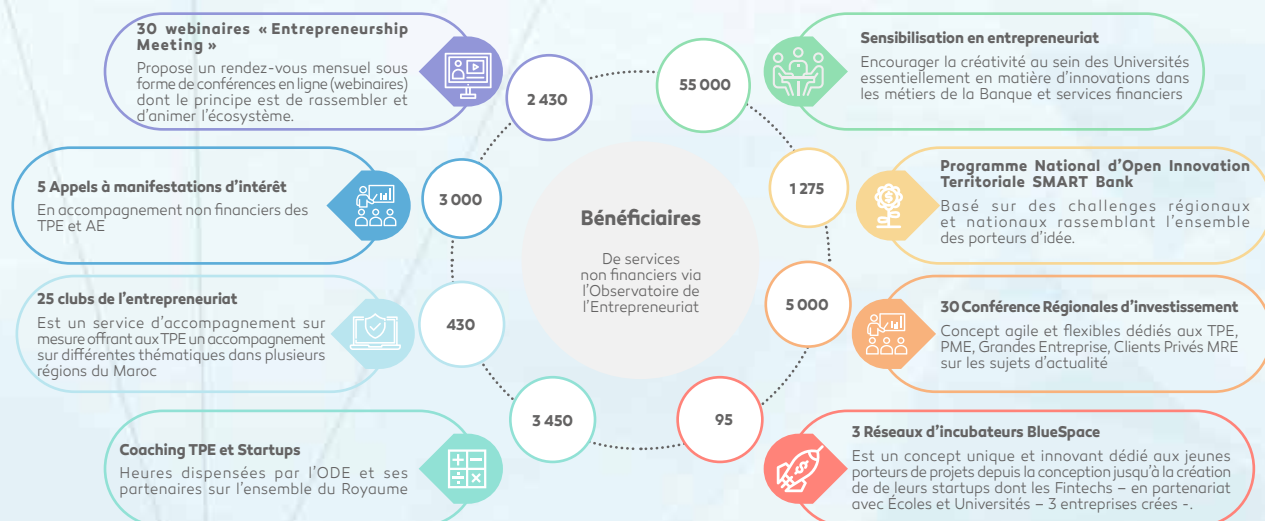 30 webinaires « Entrepreneurship
Meeting »
Propose un rendez-vous mensuel sous
forme de conférences en ligne (webinaires)
dont le principe est de rassembler et
d'animer l'écosystème.
2 430
5 Appels à manifestations d'intérêt
En accompagnement non financiers des
TPE et AE
3 000
25 clubs de l'entrepreneuriat
Est un service d'accompagnement sur
mesure offrant aux TPE un accompagnement
sur différentes thématiques dans plusieurs
régions du Maroc
430
Coaching TPE et Startups
Heures dispensées par l'ODE et ses
partenaires sur l'ensemble du Royaume
3 450
Bénéficiaires
De services
non financiers via
l'Observatoire de
l'Entrepreneuriat
55 000
Sensibilisation en entrepreneuriat
Encourager la créativité au sein des Universités
essentiellement en matière d'innovations dans
les métiers de la Banque et services financiers
1 275
Programme National d'Open Innovation
Territoriale SMART Bank
Basé sur des challenges régionaux
et nationaux rassemblant l'ensemble
des porteurs d'idée.
5 000
30 Conférence Régionales d'investissement
Concept agile et flexibles dédiés aux TPE,
PME, Grandes Entreprise, Clients Privés MRE
sur les sujets d'actualité
95
3 Réseaux d'incubateurs BlueSpace
Est un concept unique et innovant dédié aux jeunes
porteurs de projets depuis la conception jusqu'à la création
de de leurs startups dont les Fintechs – en partenariat
avec Écoles et Universités – 3 entreprises crées -.